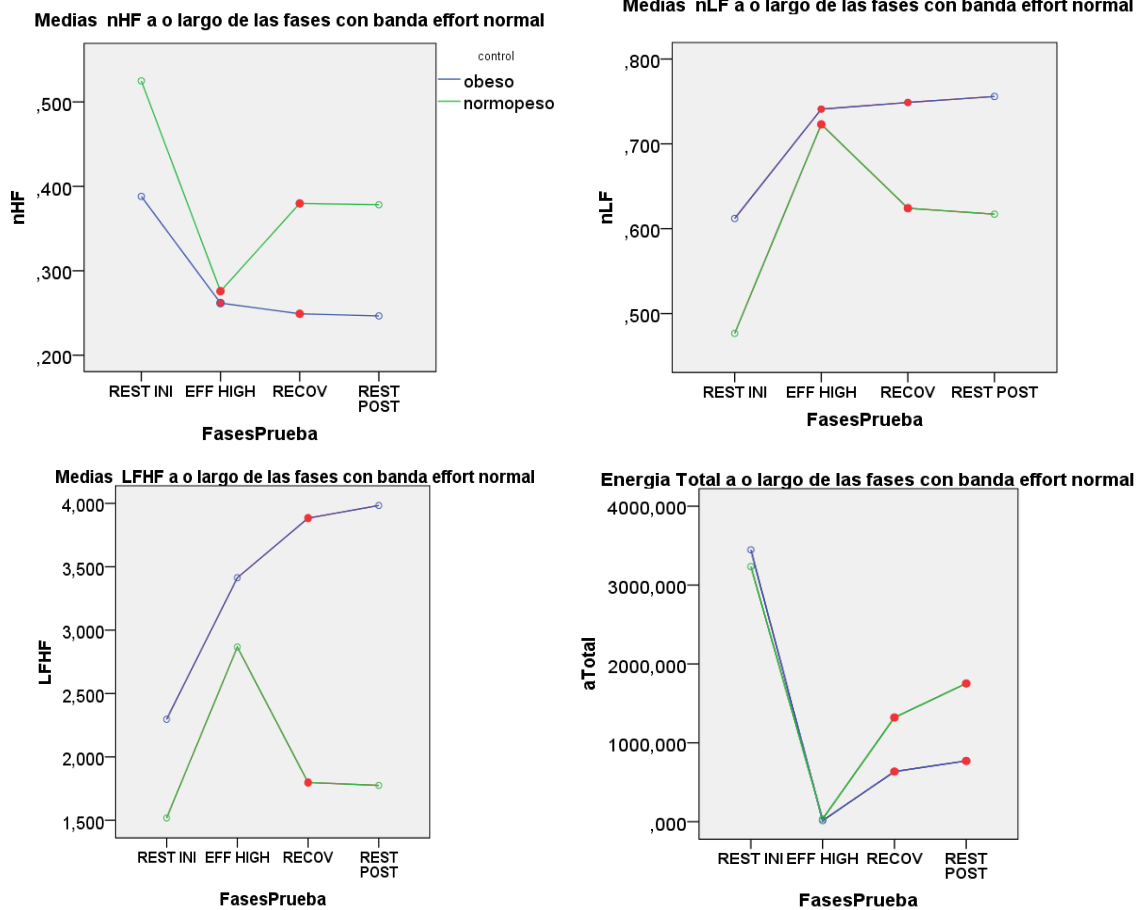 Medias nHF a o largo de las fases con banda effort normal
control
obeso
normopeso
,500
,400
,300
,200
nHF
REST INI EFF HIGH RECOV REST
POST
FasesPrueba
Medias nLF a o largo de las fases con banda effort normal
,800
,700
,600
,500
nLF
REST INI EFF HIGH RECOV REST POST
FasesPrueba
Medias LFHF a o largo de las fases con banda effort normal
4,000
3,500
3,000
2,500
2,000
1,500
LFHF
REST INI EFF HIGH RECOV REST
POST
FasesPrueba
Energia Total a o largo de las fases con banda effort normal
4000,000
3000,000
2000,000
1000,000
,000
aTotal
REST INI EFF HIGH RECOV REST
POST
FasesPrueba